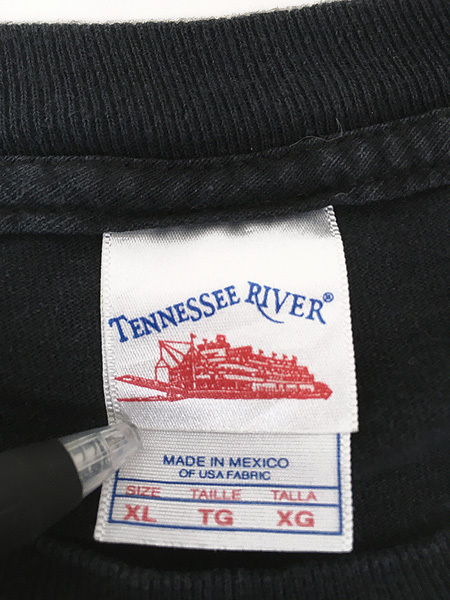 TENNESSEE RIVER®
MADE IN MEXICO
OF USA FABRIC
SIZE TAILLE TALLA
XL TG XG